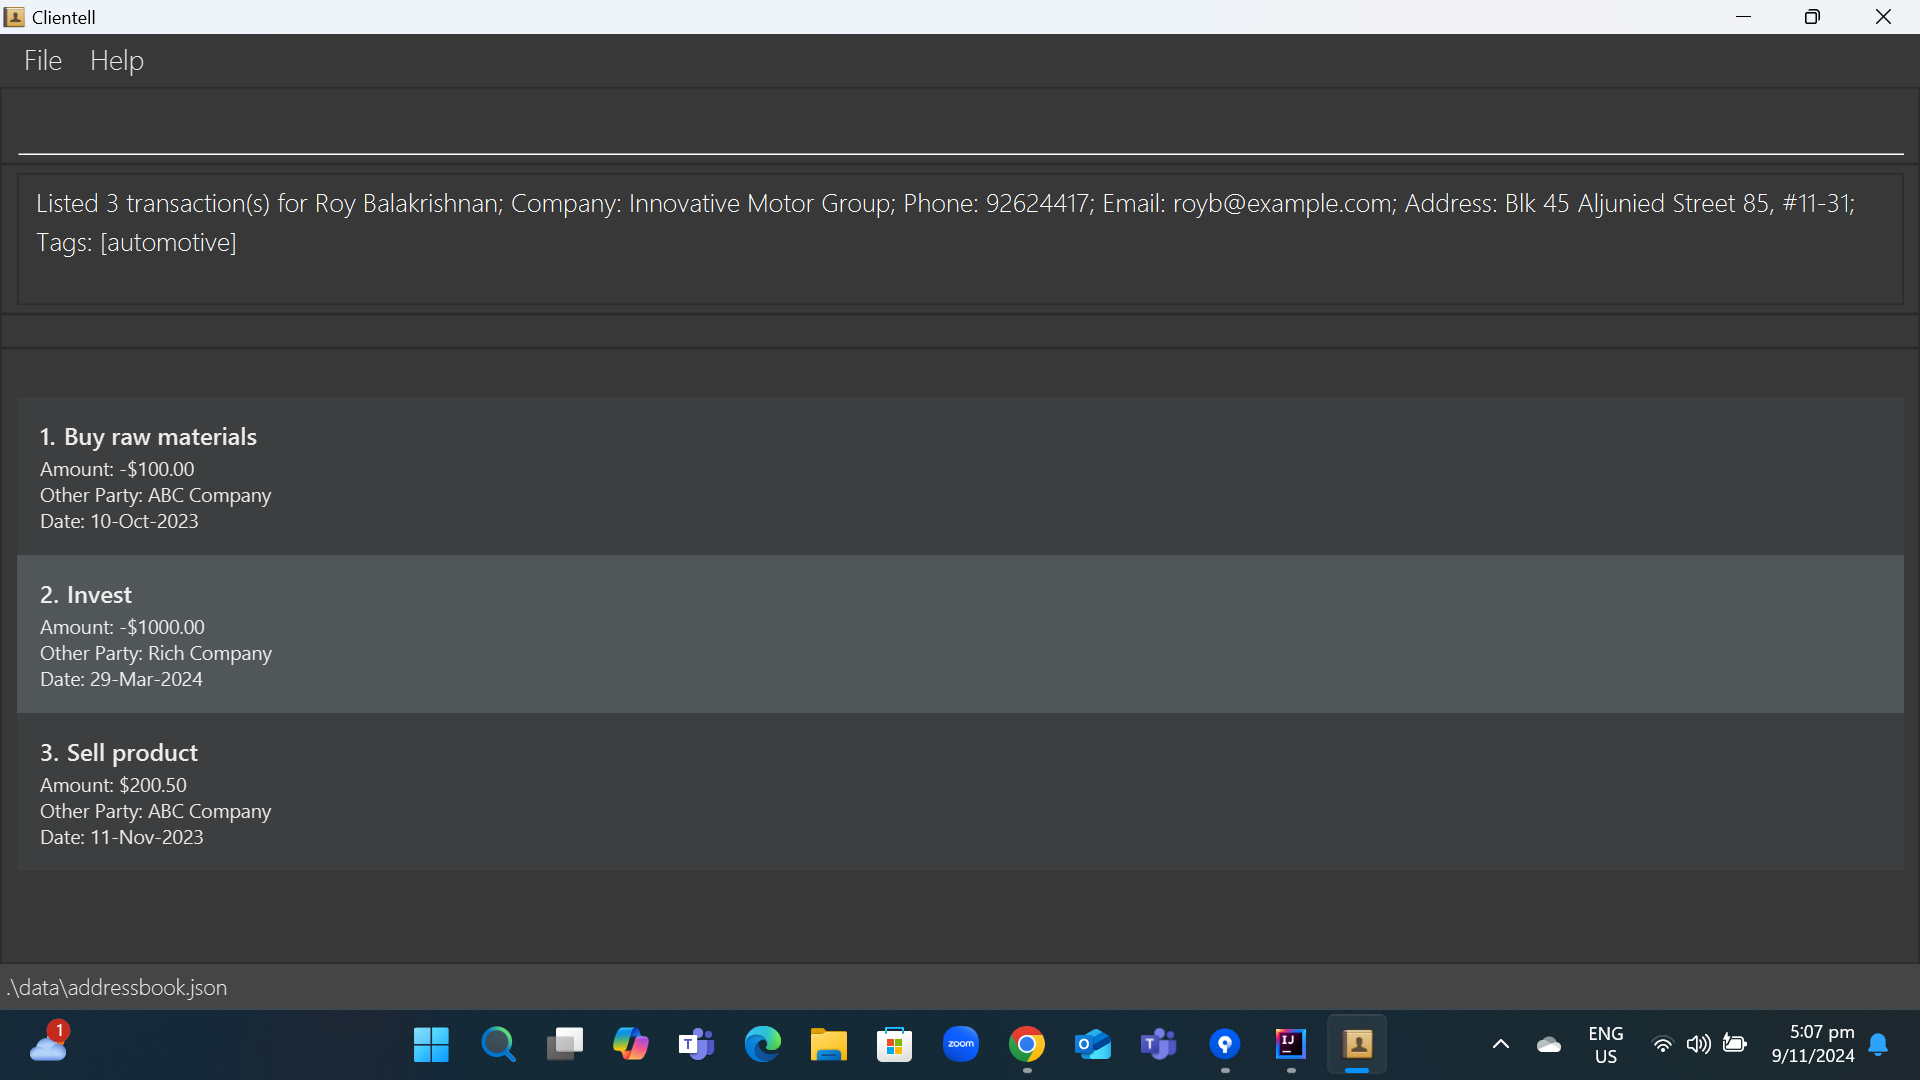 Clientell
File Help
Listed 3 transaction(s) for Roy Balakrishnan; Company: Innovative Motor Group; Phone: 92624417; Email: royb@example.com; Address: Blk 45 Aljunied Street 85, #11-31;
Tags: [automotive]
1. Buy raw materials
Amount: -$100.00
Other Party: ABC Company
Date: 10-Oct-2023
2. Invest
Amount: -$1000.00
Other Party: Rich Company
Date: 29-Mar-2024
3. Sell product
Amount: $200.50
Other Party: ABC Company
Date: 11-Nov-2023
.\data\addressbook.json
1
T
zoom
O
T
IJ
ENG
US
5:07 pm
9/11/2024